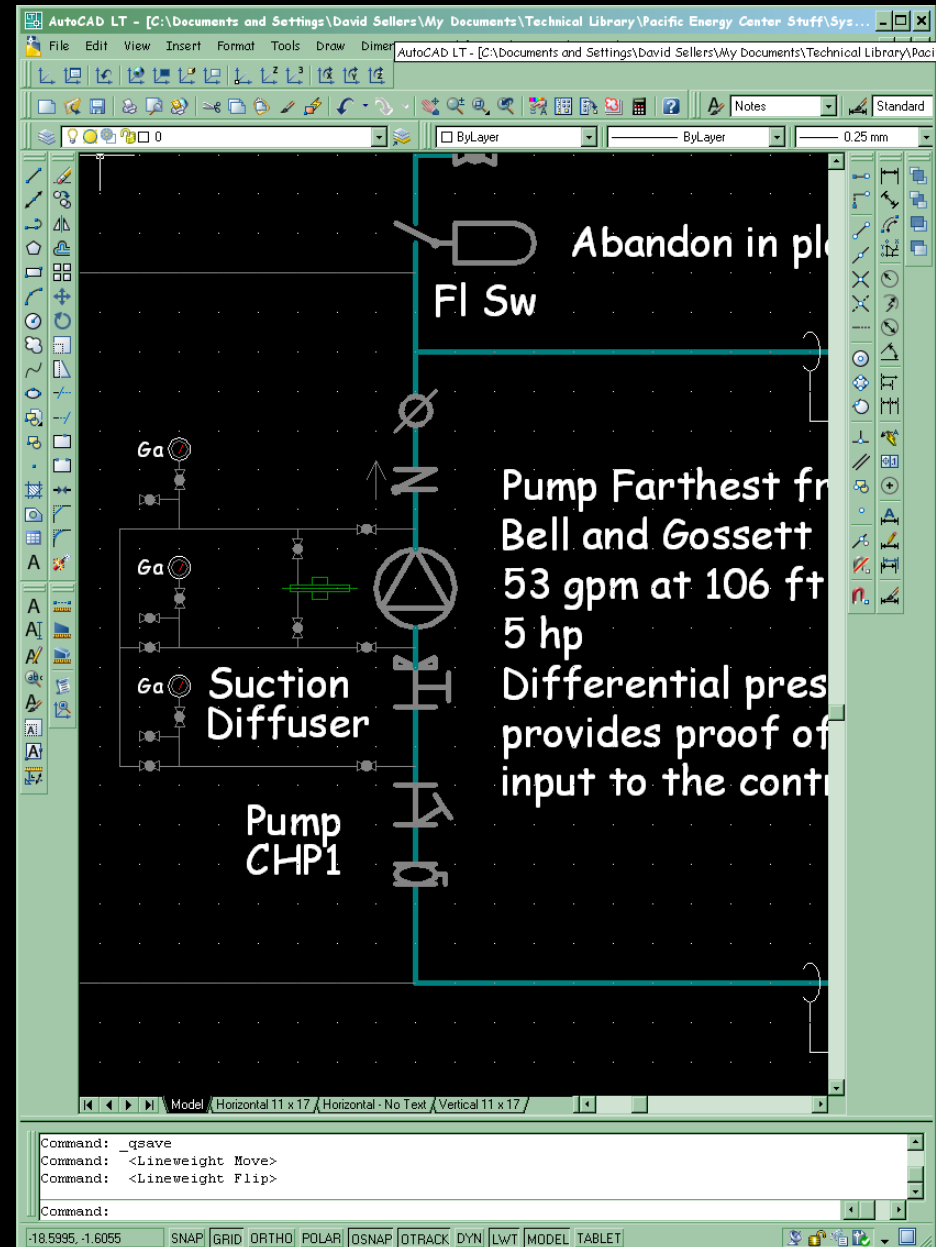 AutoCAD LT - [C:\Documents and Settings\David Sellers\My Documents\Technical Library\Pacific Energy Center Stuff\Sys...
File Edit View Insert Format Tools Draw Dimen
AutoCAD LT - [C:\Documents and Settings\David Sellers\My Documents\Technical Library\Paci
Notes
Standard
0
ByLayer
ByLayer
0.25 mm
Abandon in pl
Fl Sw
Ga
Pump Farthest fr
Bell and Gossett
53 gpm at 106 ft
5 hp
Differential pres
provides proof of
input to the contr
Ga
Ga
Suction
Diffuser
Pump
CHP1
Model
Horizontal 11 x 17
Horizontal - No Text
Vertical 11 x 17
Command: _qsave
Command: <Lineweight Move>
Command: <Lineweight Flip>
Command:
-18.5995, -1.6055
SNAP GRID ORTHO POLAR OSNAP OTRACK DYN LWT MODEL TABLET